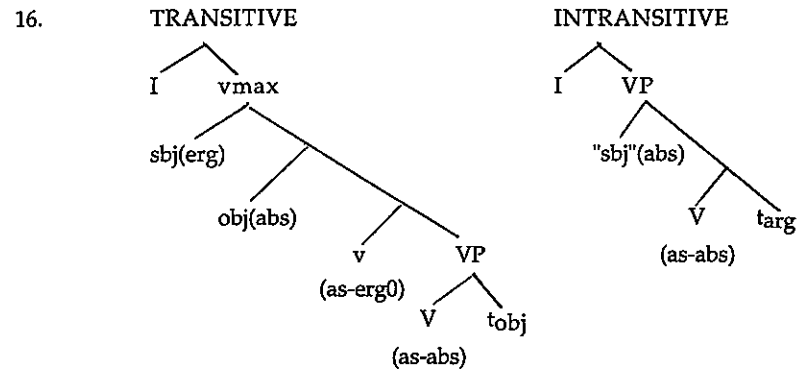 16. TRANSITIVE INTRANSITIVE
I vmax I VP
sbj(erg) "sbj"(abs)
obj(abs) V targ
v VP (as-abs)
(as-erg0)
V tobj
(as-abs)